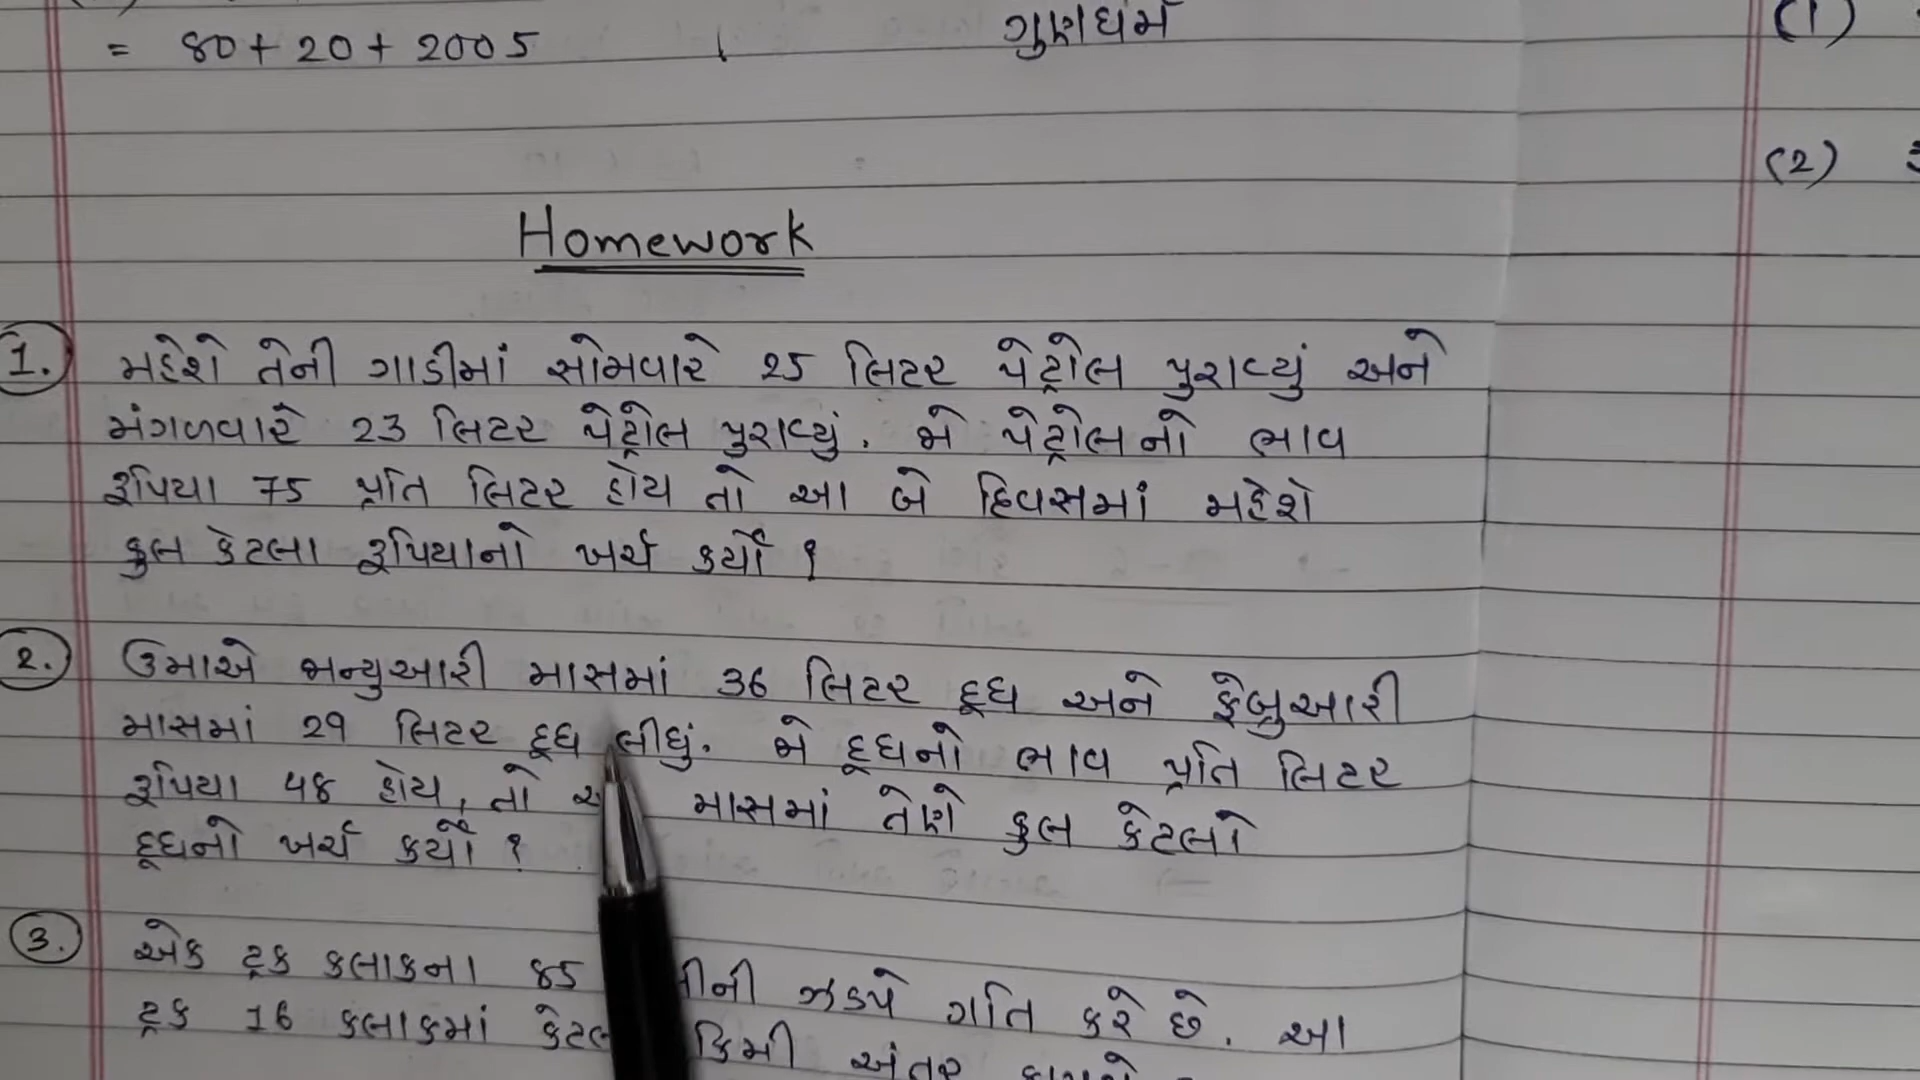 = 80 + 20 + 2005
ગુણધર્મ
(1)
(2)
Homework
1. મહેશે તેની ગાડીમાં સોમવારે 25 લિટર પેટ્રોલ પુરાવ્યું અને
મંગળવારે 23 લિટર પેટ્રોલ પુરાવ્યું. જો પેટ્રોલનો ભાવ
રૂપિયા 75 પ્રતિ લિટર હોય તો આ બે દિવસમાં મહેશે
કુલ કેટલા રૂપિયાનો ખર્ચ કર્યો ?
2. ઉમાએ જાન્યુઆરી માસમાં 36 લિટર દૂધ અને ફેબ્રુઆરી
માસમાં 29 લિટર દૂધ લીધું. જો દૂધનો ભાવ પ્રતિ લિટર
રૂપિયા 48 હોય, તો માસમાં તેણે કુલ કેટલો
દૂધનો ખર્ચ કર્યો ?
3. એક ટ્રક કલાકના 85 ઝડપે ગતિ કરે છે. આ
ટ્રક 16 કલાકમાં કિમી અંતર